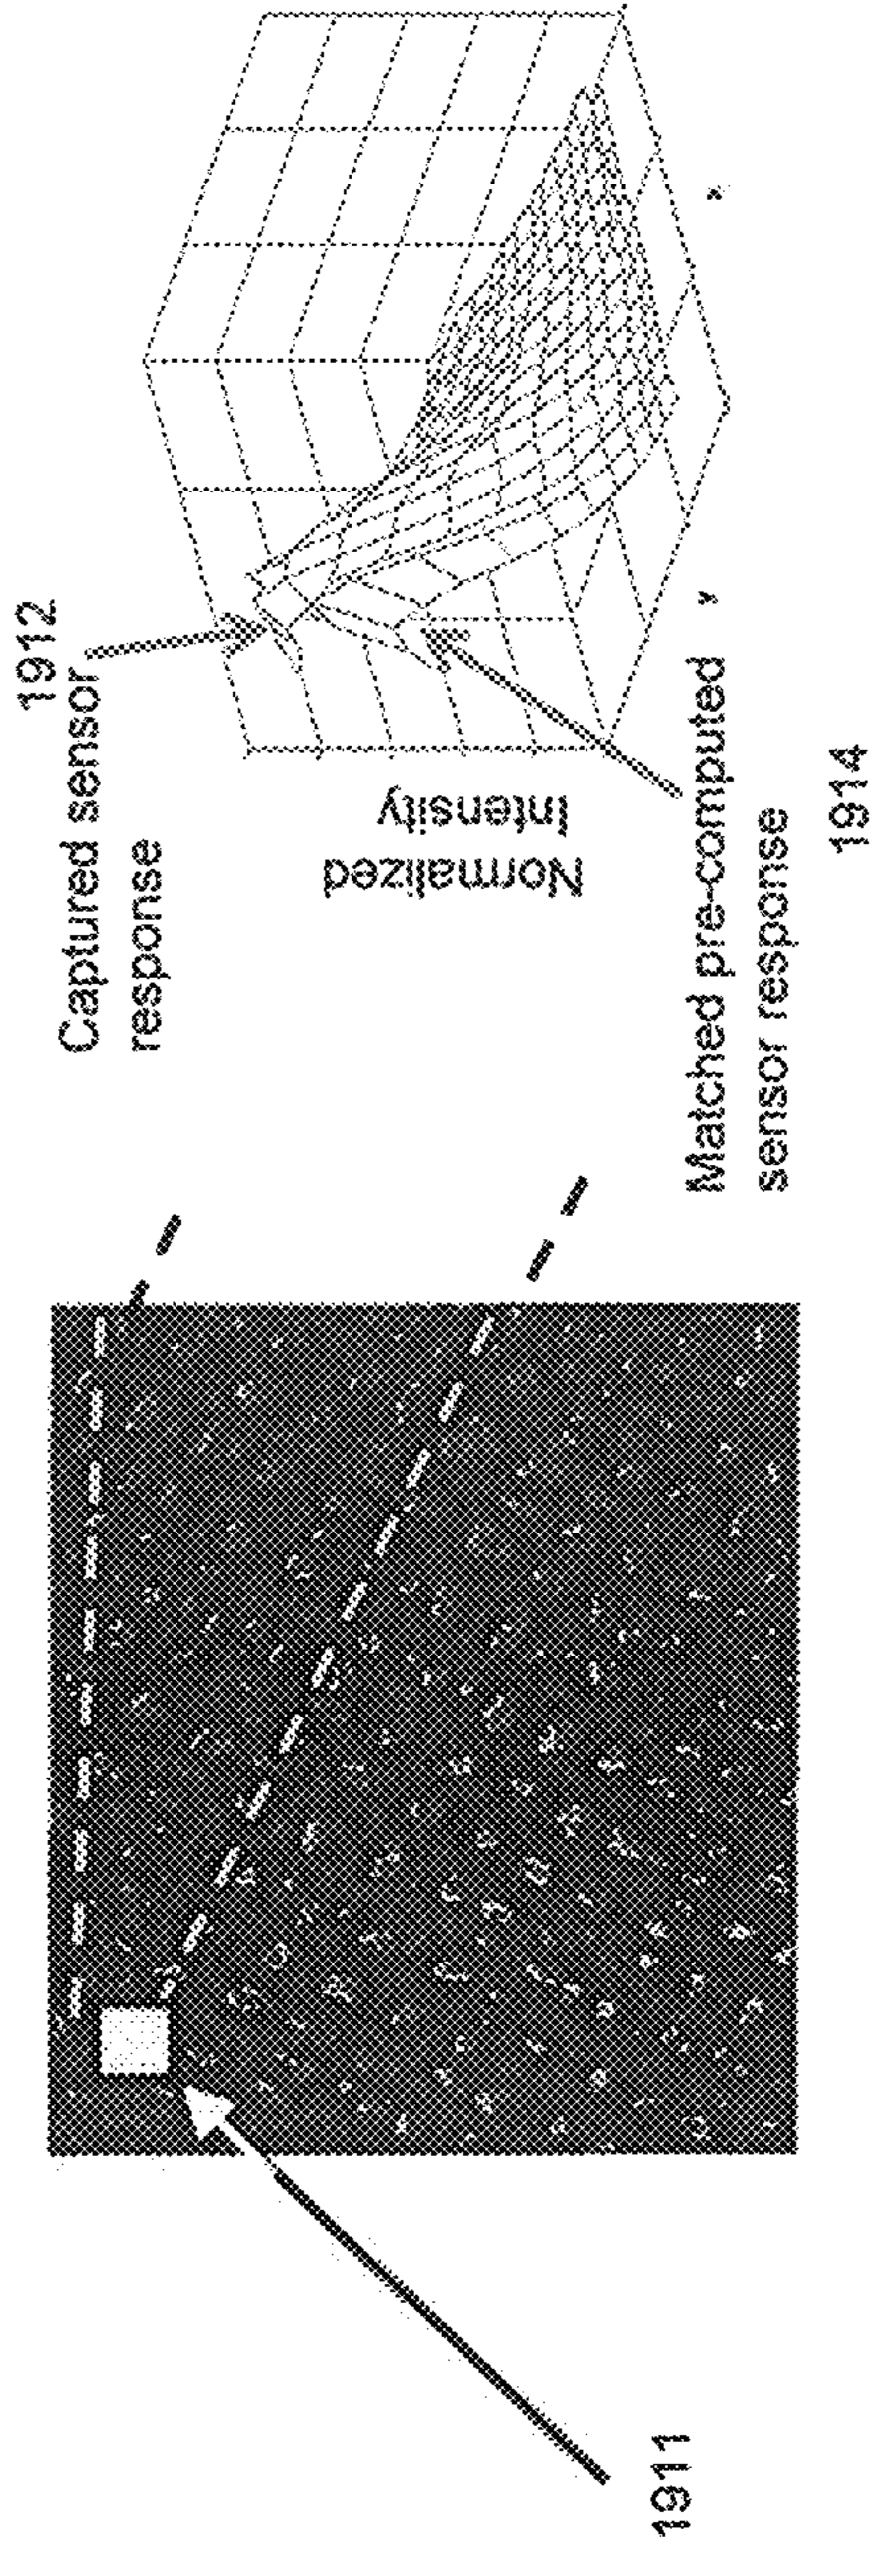 1911
1912
Captured sensor
response
Normalized
Intensity
x
y
Matched pre-computed
sensor response
1914